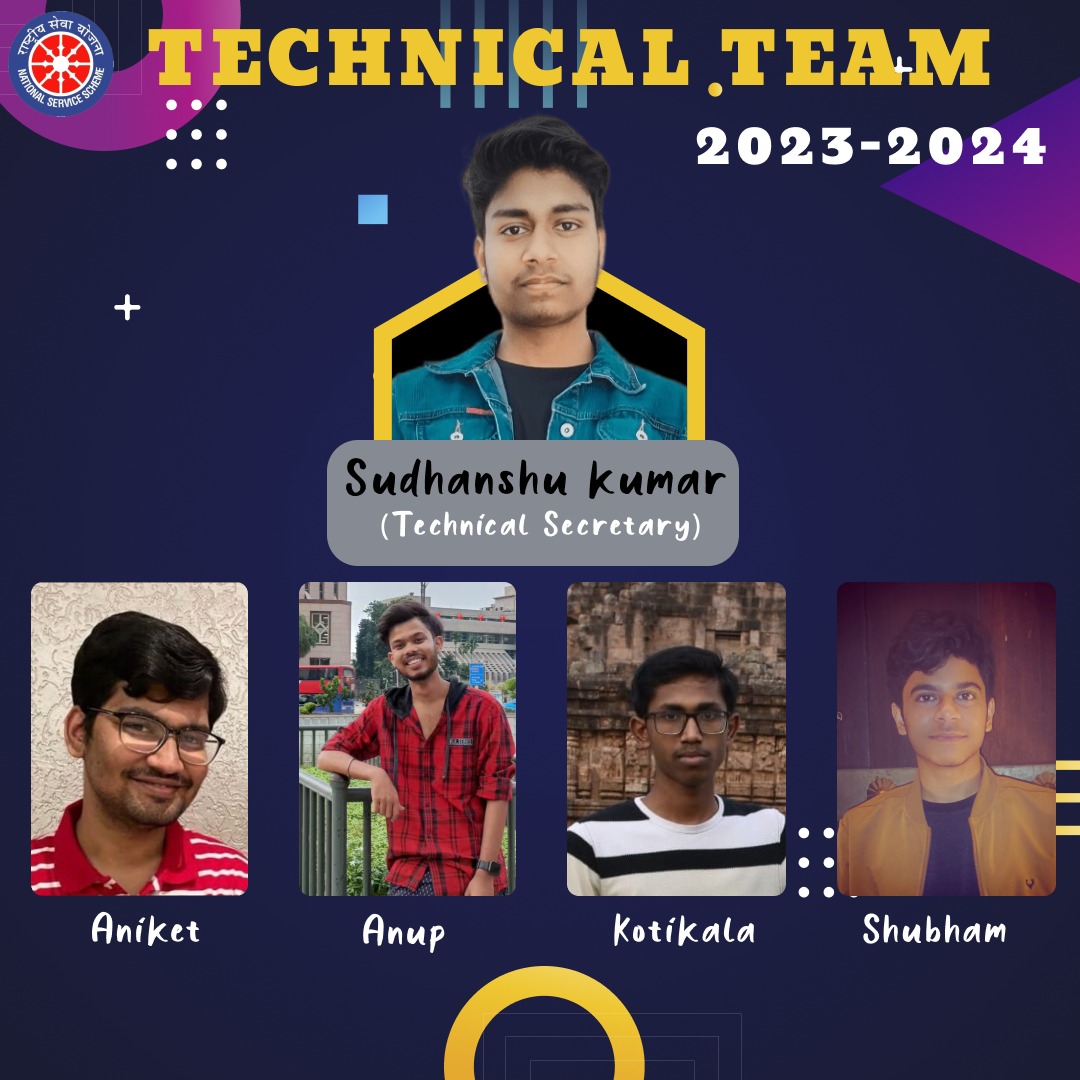 राष्ट्रीय सेवा योजना
NATIONAL SERVICE SCHEME
TECHNICAL TEAM
2023-2024
Sudhanshu kumar
(Technical Secretary)
Aniket
Anup
Kotikala
Shubham